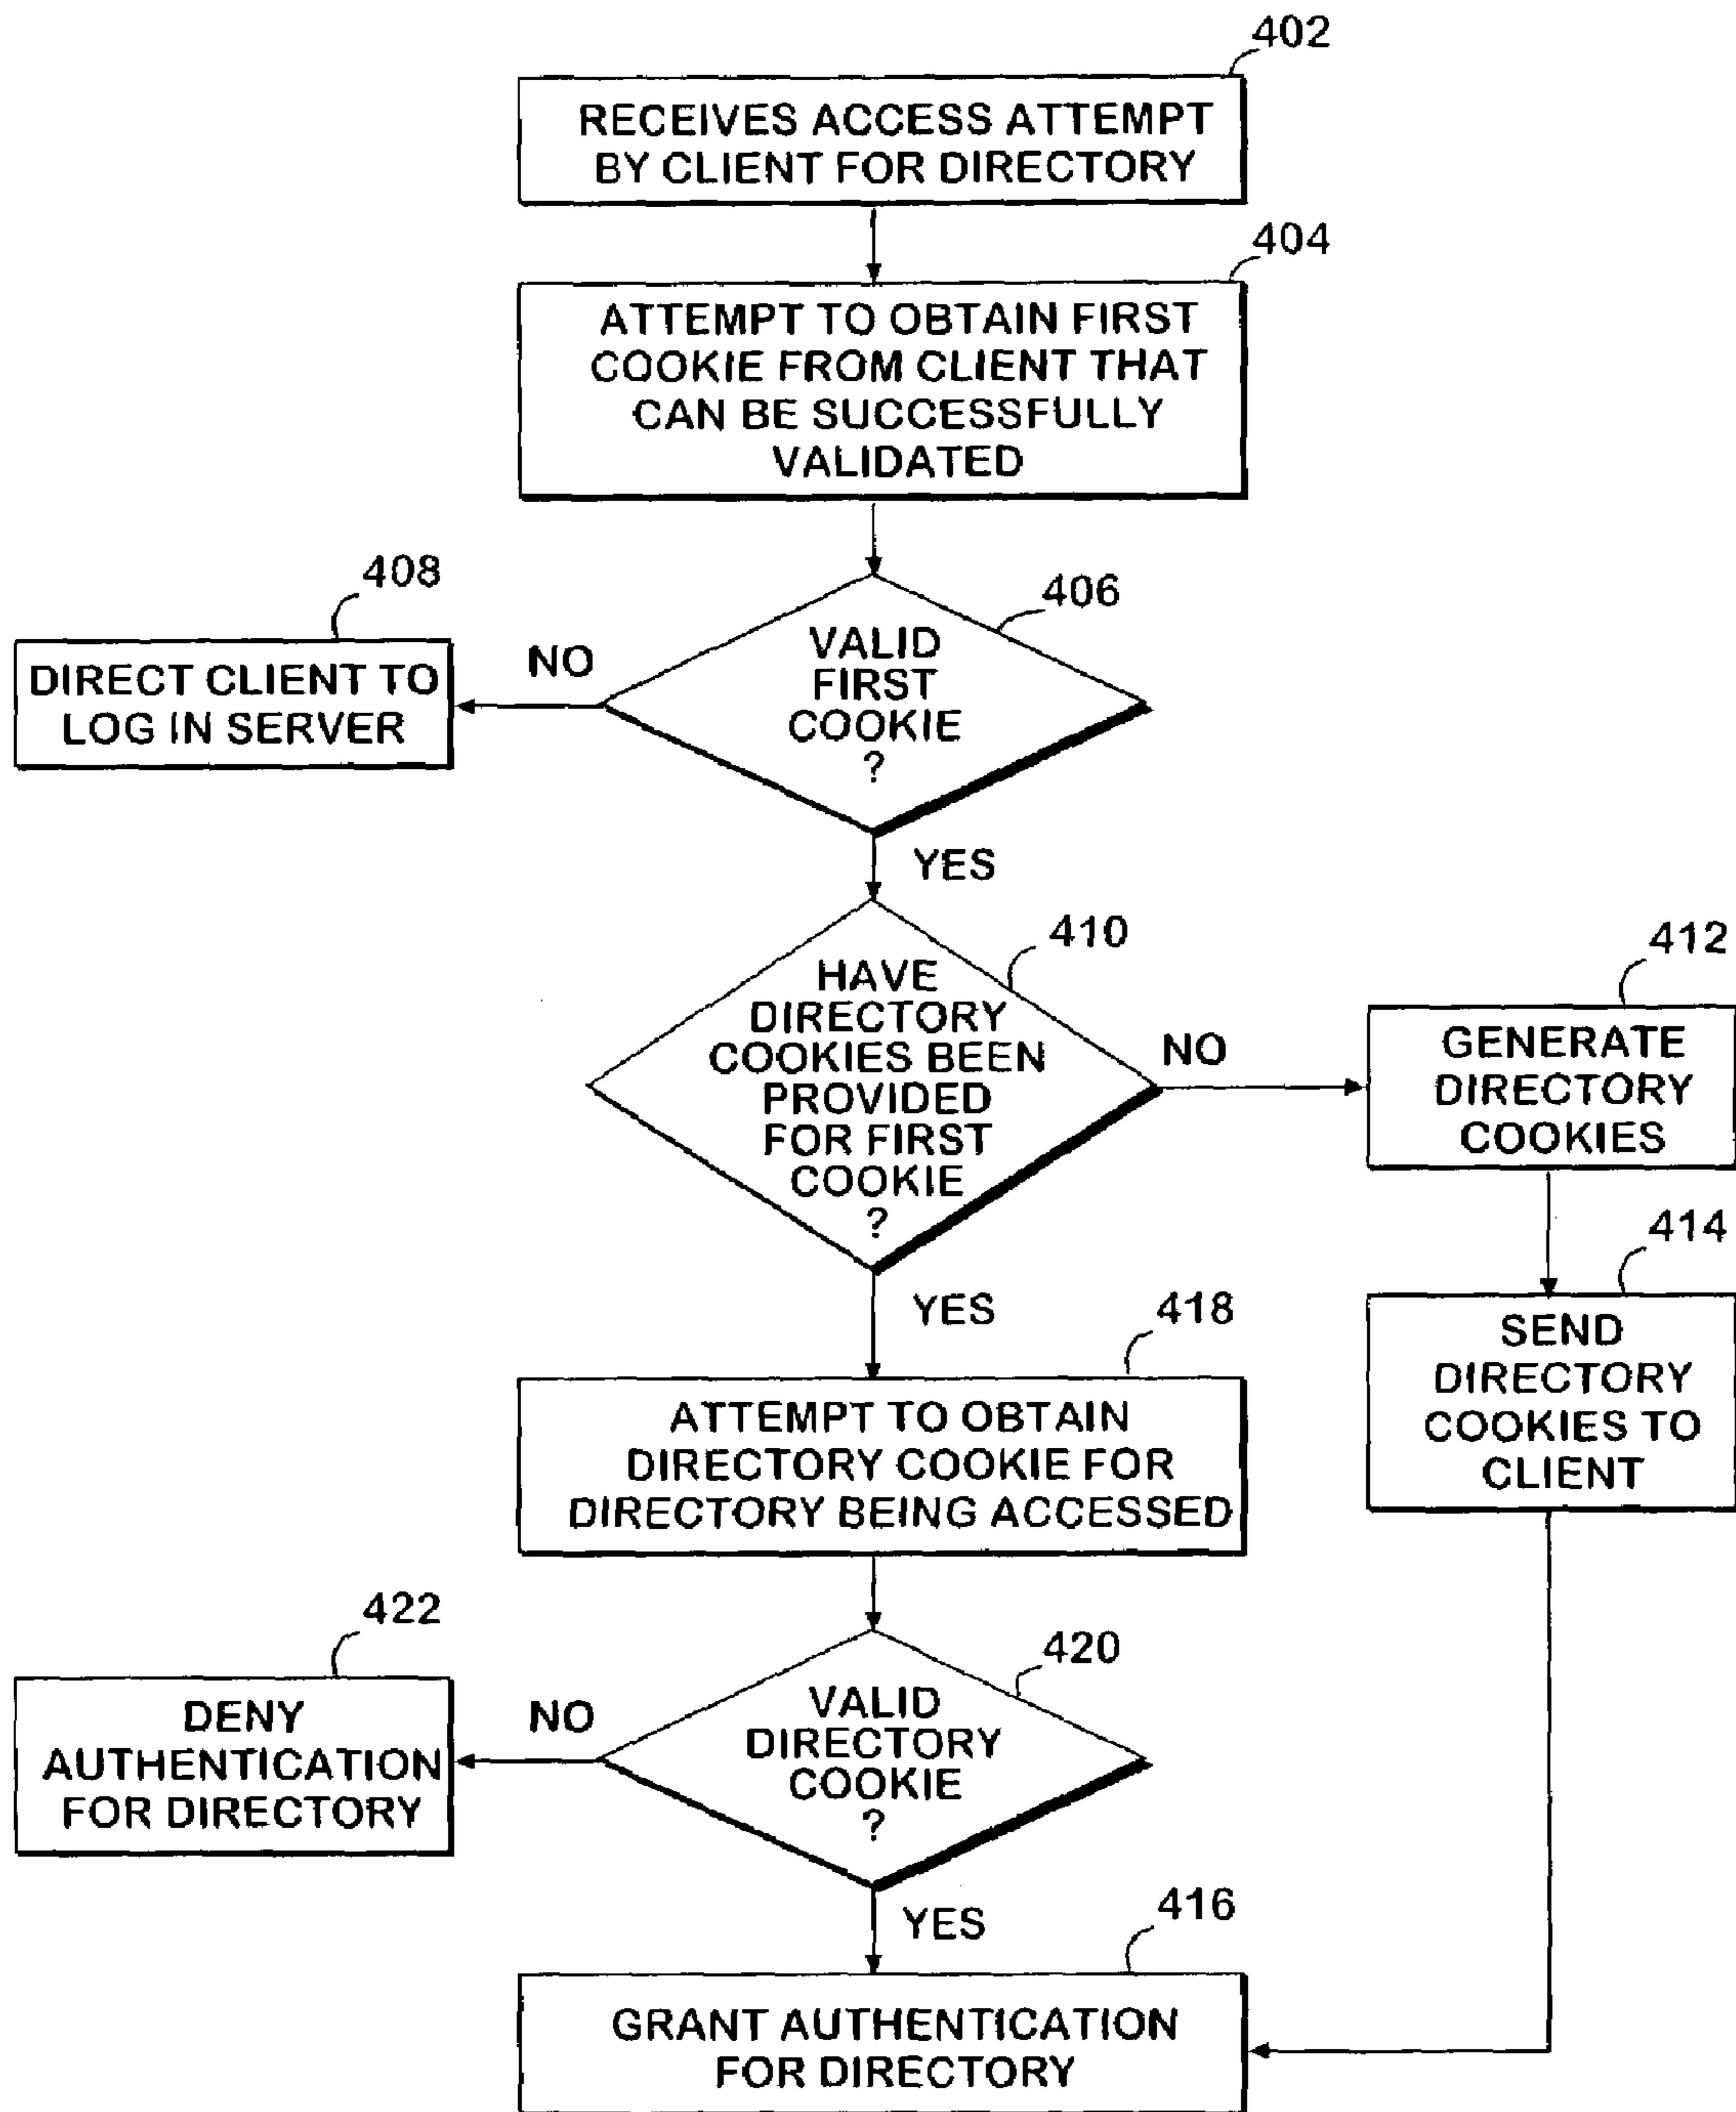 402
RECEIVES ACCESS ATTEMPT
BY CLIENT FOR DIRECTORY
404
ATTEMPT TO OBTAIN FIRST
COOKIE FROM CLIENT THAT
CAN BE SUCCESSFULLY
VALIDATED
408
DIRECT CLIENT TO
LOG IN SERVER
NO
406
VALID
FIRST
COOKIE
?
YES
410
HAVE
DIRECTORY
COOKIES BEEN
PROVIDED
FOR FIRST
COOKIE
?
NO
412
GENERATE
DIRECTORY
COOKIES
414
SEND
DIRECTORY
COOKIES TO
CLIENT
YES
418
ATTEMPT TO OBTAIN
DIRECTORY COOKIE FOR
DIRECTORY BEING ACCESSED
422
DENY
AUTHENTICATION
FOR DIRECTORY
NO
420
VALID
DIRECTORY
COOKIE
?
YES
416
GRANT AUTHENTICATION
FOR DIRECTORY